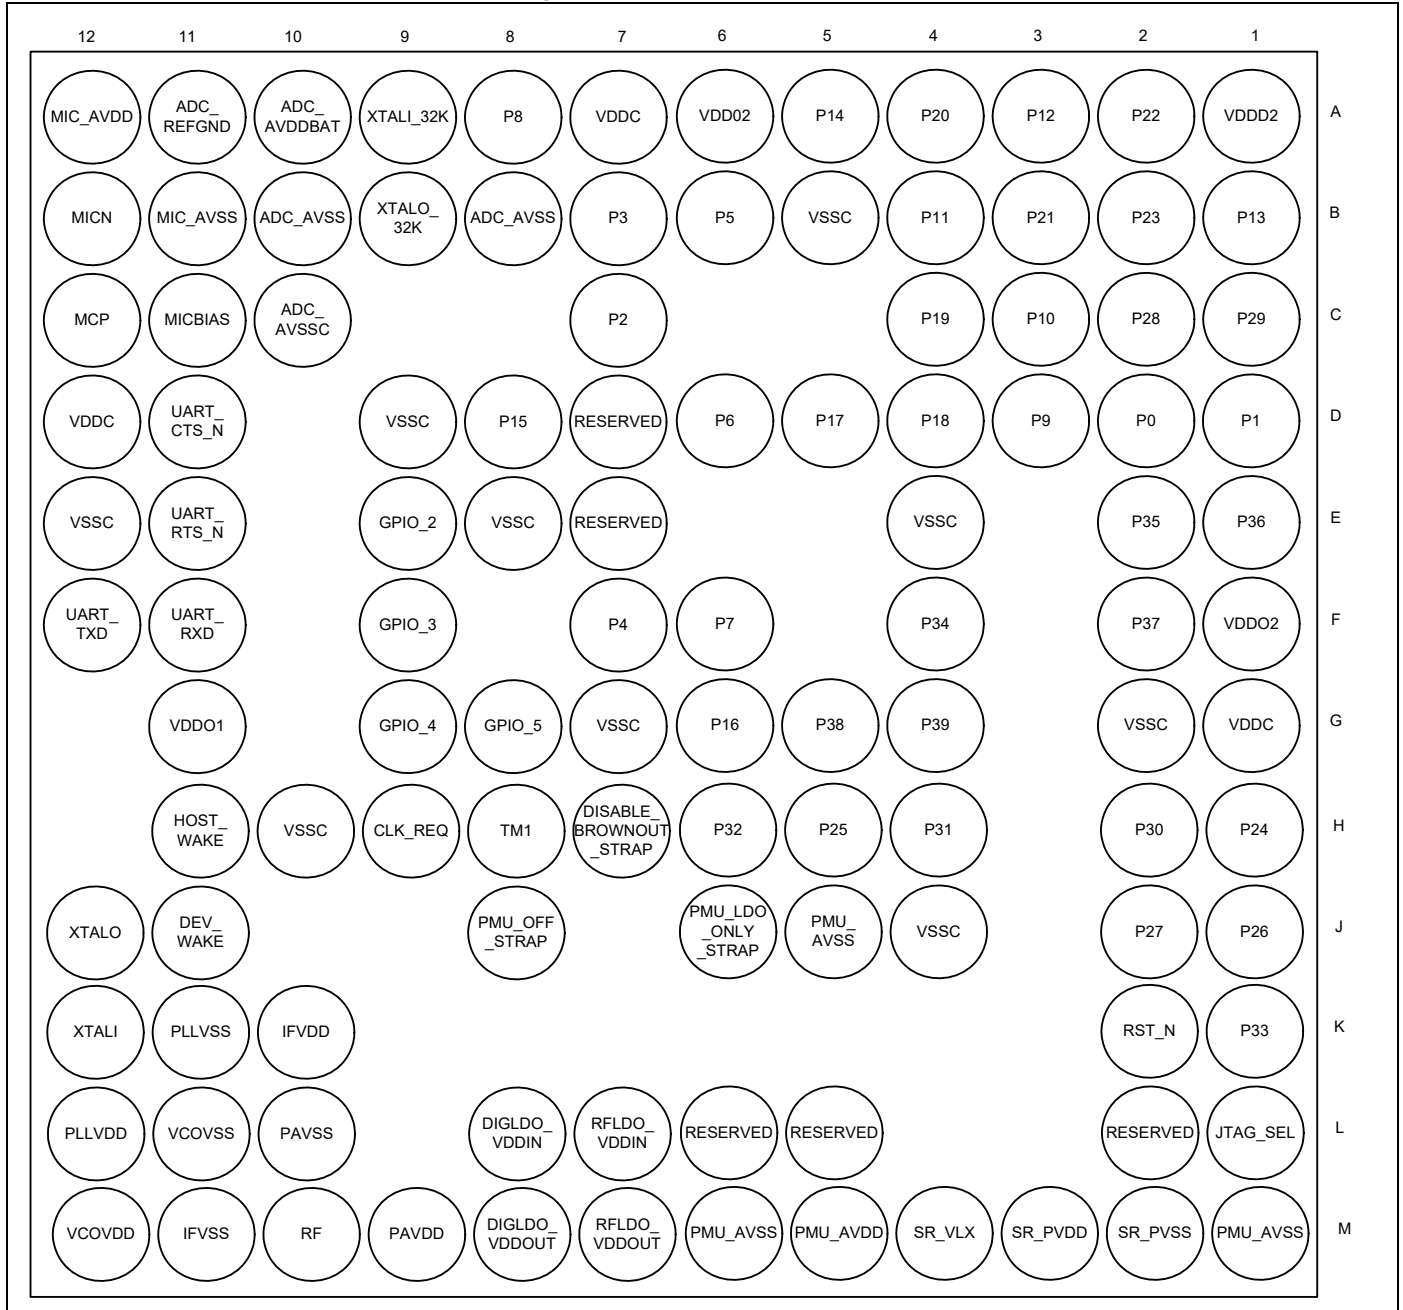 12 11 10 9 8 7 6 5 4 3 2 1
MIC_AVDD ADC_ REFGND ADC_ AVDDBAT XTALI_32K P8 VDDC VDD02 P14 P20 P12 P22 VDDD2 A
MICN MIC_AVSS ADC_AVSS XTALO_ 32K ADC_AVSS P3 P5 VSSC P11 P21 P23 P13 B
MCP MICBIAS ADC_ AVSSC P2 P19 P10 P28 P29 C
VDDC UART_ CTS_N VSSC P15 RESERVED P6 P17 P18 P9 P0 P1 D
VSSC UART_ RTS_N GPIO_2 VSSC RESERVED VSSC P35 P36 E
UART_ TXD UART_ RXD GPIO_3 P4 P7 P34 P37 VDDO2 F
VDDO1 GPIO_4 GPIO_5 VSSC P16 P38 P39 VSSC VDDC G
HOST_ WAKE VSSC CLK_REQ TM1 DISABLE_ BROWNOUT _STRAP P32 P25 P31 P30 P24 H
XTALO DEV_ WAKE PMU_OFF _STRAP PMU_LDO _ONLY _STRAP PMU_ AVSS VSSC P27 P26 J
XTALI PLLVSS IFVDD RST_N P33 K
PLLVDD VCOVSS PAVSS DIGLDO_ VDDIN RFLDO_ VDDIN RESERVED RESERVED RESERVED JTAG_SEL L
VCOVDD IFVSS RF PAVDD DIGLDO_ VDDOUT RFLDO_ VDDOUT PMU_AVSS PMU_AVDD SR_VLX SR_PVDD SR_PVSS PMU_AVSS M